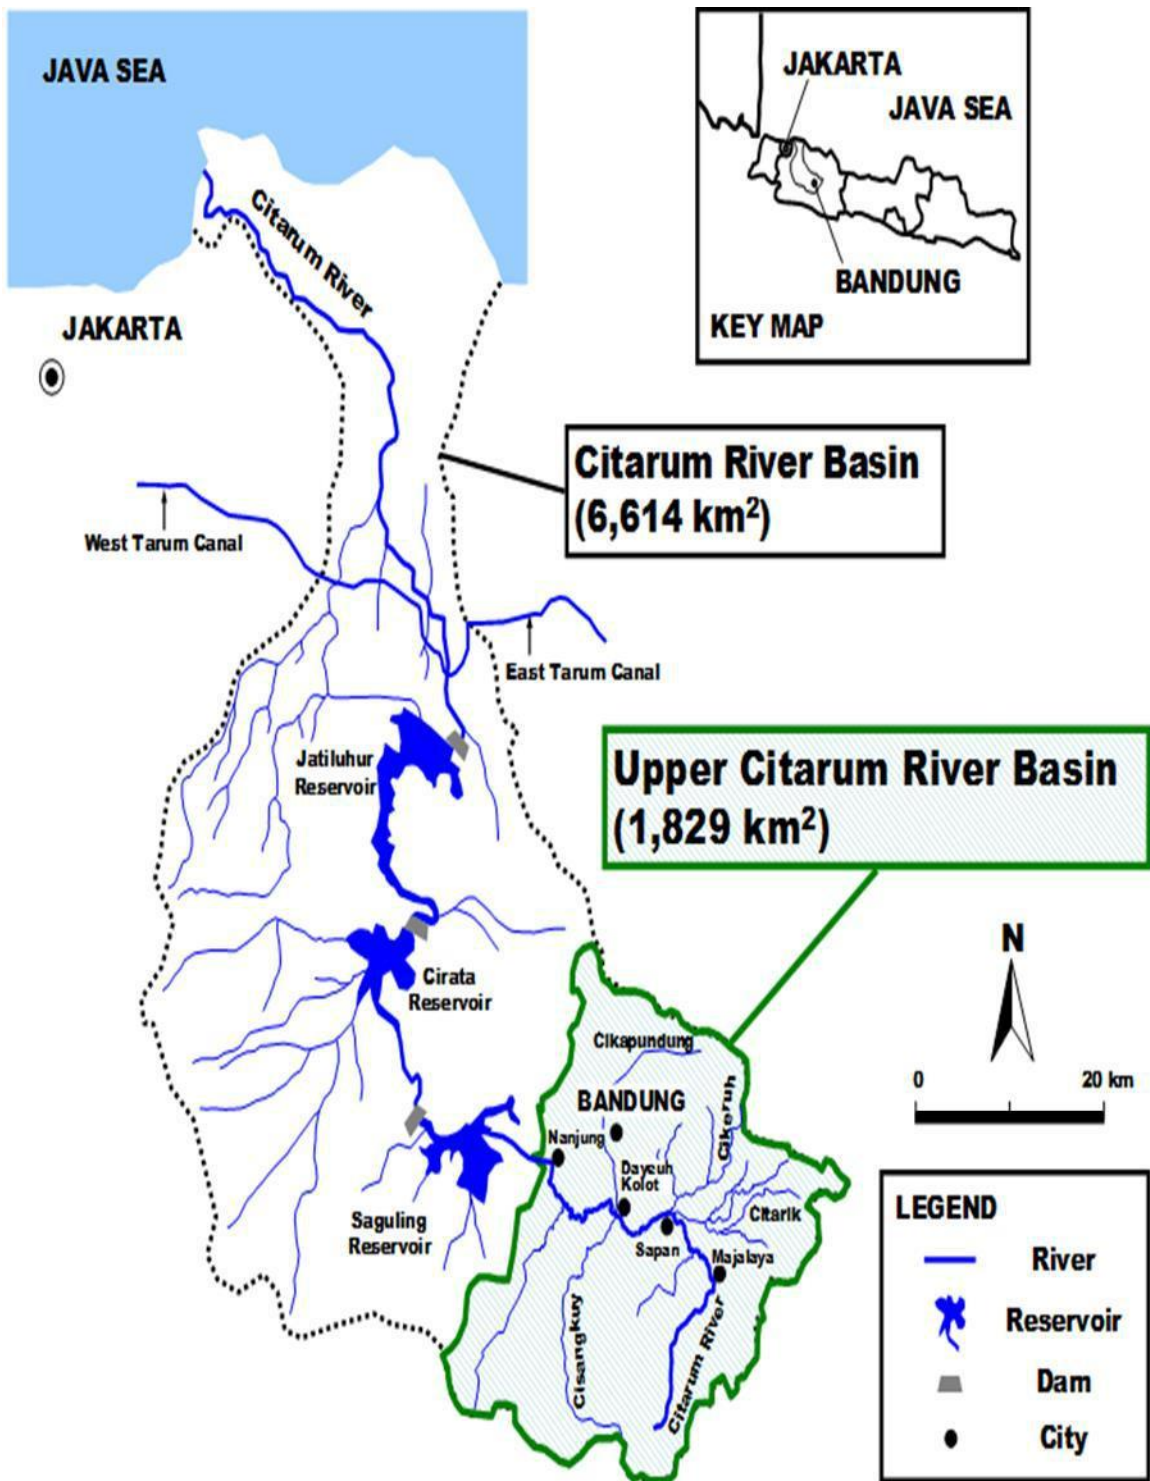 JAVA SEA
JAKARTA
JAVA SEA
BANDUNG
KEY MAP
Citarum River
JAKARTA
Citarum River Basin
(6,614 km²)
West Tarum Canal
East Tarum Canal
Jatiluhur
Reservoir
Upper Citarum River Basin
(1,829 km²)
Cirata
Reservoir
N
0 20 km
Cikapundung
BANDUNG
Cikeruh
Nanjung
Dayeuh
Kolot
Citarik
Saguling
Reservoir
Sapan
Majalaya
Cisangkuy
Citarum River
LEGEND
River
Reservoir
Dam
City